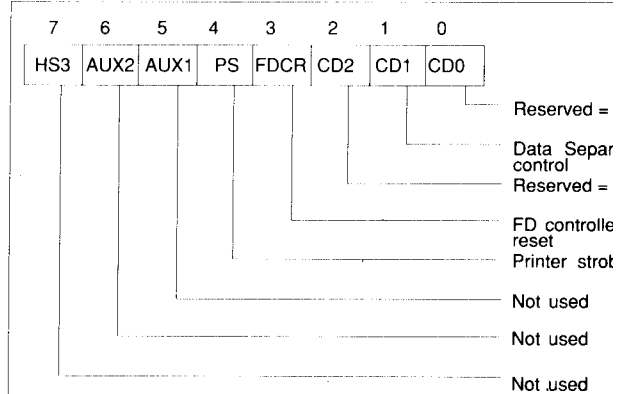 7 6 5 4 3 2 1 0
HS3 AUX2 AUX1 PS FDCR CD2 CD1 CD0
Reserved =
Data Separ
control
Reserved =
FD controlle
reset
Printer strob
Not used
Not used
Not used